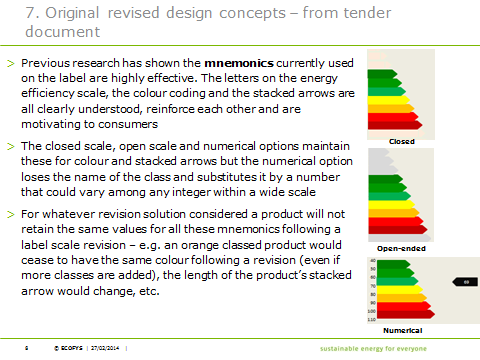 7. Original revised design concepts – from tender
document
> Previous research has shown the mnemonics currently used
on the label are highly effective. The letters on the energy
efficiency scale, the colour coding and the stacked arrows are
all clearly understood, reinforce each other and are
motivating to consumers
> The closed scale, open scale and numerical options maintain
these for colour and stacked arrows but the numerical option
loses the name of the class and substitutes it by a number
that could vary among any integer within a wide scale
> For whatever revision solution considered a product will not
retain the same values for all these mnemonics following a
label scale revision – e.g. an orange classed product would
cease to have the same colour following a revision (even if
more classes are added), the length of the product's stacked
arrow would change, etc.
Closed
Open-ended
40
50
60
70
80
90
100
110
Numerical
© ECOFYS | 27/02/2014 |
sustainable energy for everyone